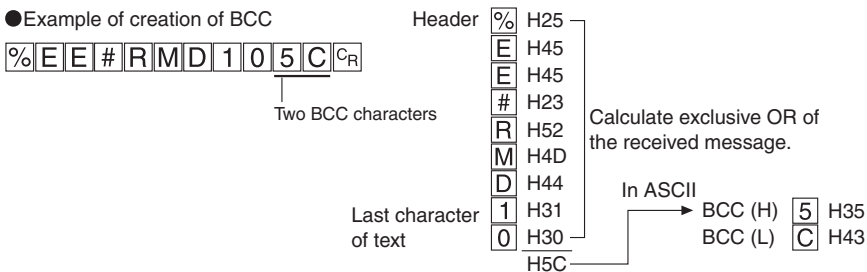 ●Example of creation of BCC
%EE#RMD105CCR
Two BCC characters
Header % H25
E H45
E H45
# H23
R H52
M H4D
D H44
Last character of text 1 H31
0 H30
H5C
Calculate exclusive OR of
the received message.
In ASCII
BCC (H) 5 H35
BCC (L) C H43